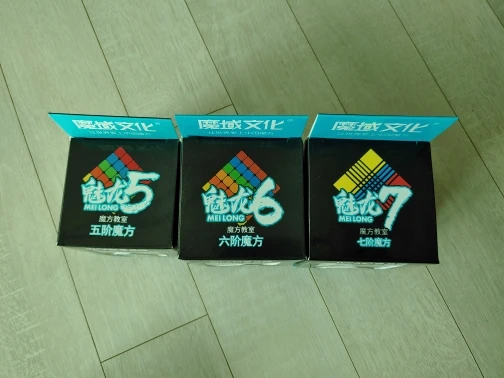 魔域文化
魅龙5
MEI LONG
魔方教室
五阶魔方
魔域文化
魅龙6
MEI LONG
魔方教室
六阶魔方
魔域文化
魅龙7
MEI LONG
魔方教室
七阶魔方